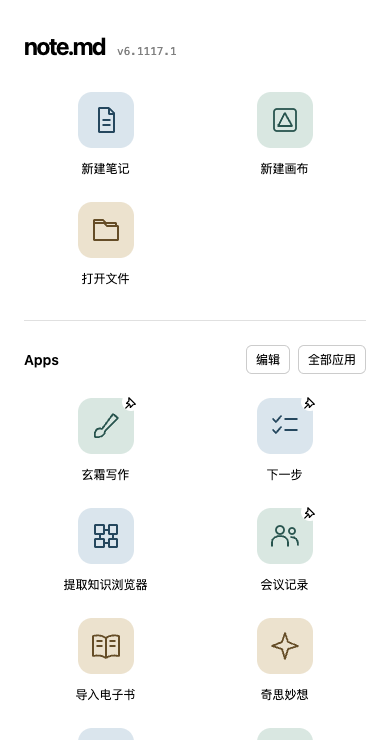 note.md v6.1117.1
新建笔记 新建画布
打开文件
Apps 编辑 全部应用
玄霜写作 下一步
提取知识浏览器 会议记录
导入电子书 奇思妙想